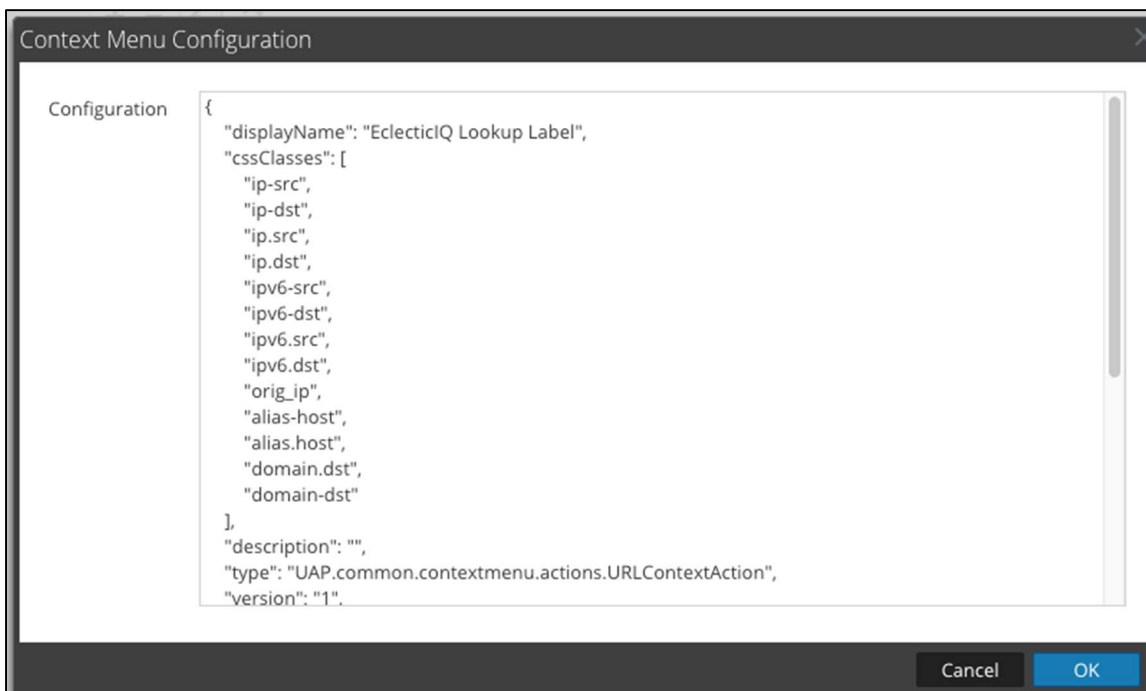 Context Menu Configuration
Configuration
{
"displayName": "EclecticIQ Lookup Label",
"cssClasses": [
"ip-src",
"ip-dst",
"ip.src",
"ip.dst",
"ipv6-src",
"ipv6-dst",
"ipv6.src",
"ipv6.dst",
"orig_ip",
"alias-host",
"alias.host",
"domain.dst",
"domain-dst"
],
"description": "",
"type": "UAP.common.contextmenu.actions.URLContextAction",
"version": "1",
Cancel OK